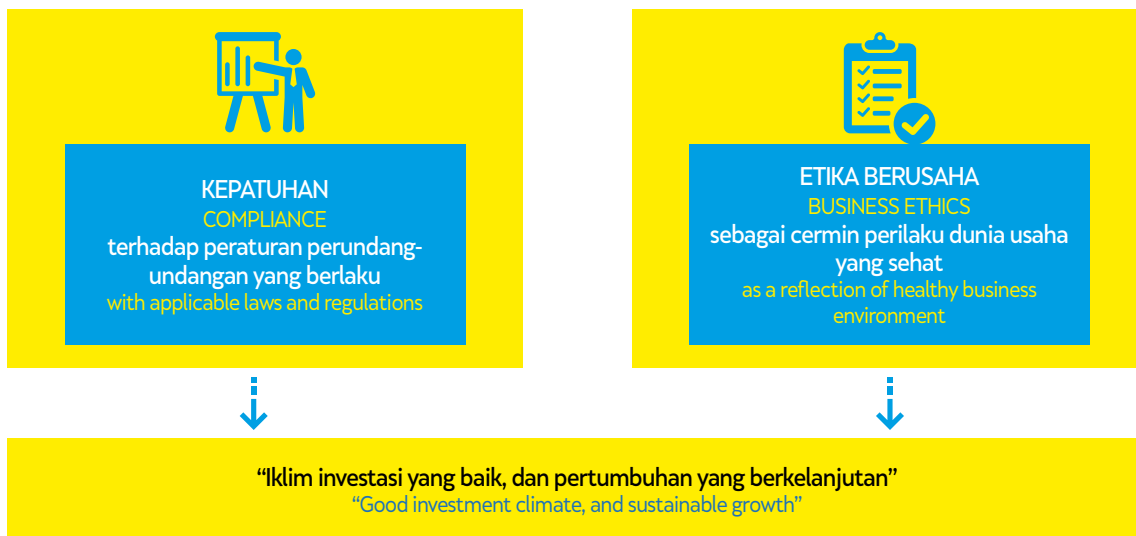 KEPATUHAN
COMPLIANCE
terhadap peraturan perundang-
undangan yang berlaku
with applicable laws and regulations
ETIKA BERUSAHA
BUSINESS ETHICS
sebagai cermin perilaku dunia usaha
yang sehat
as a reflection of healthy business
environment
“Iklim investasi yang baik, dan pertumbuhan yang berkelanjutan”
“Good investment climate, and sustainable growth”